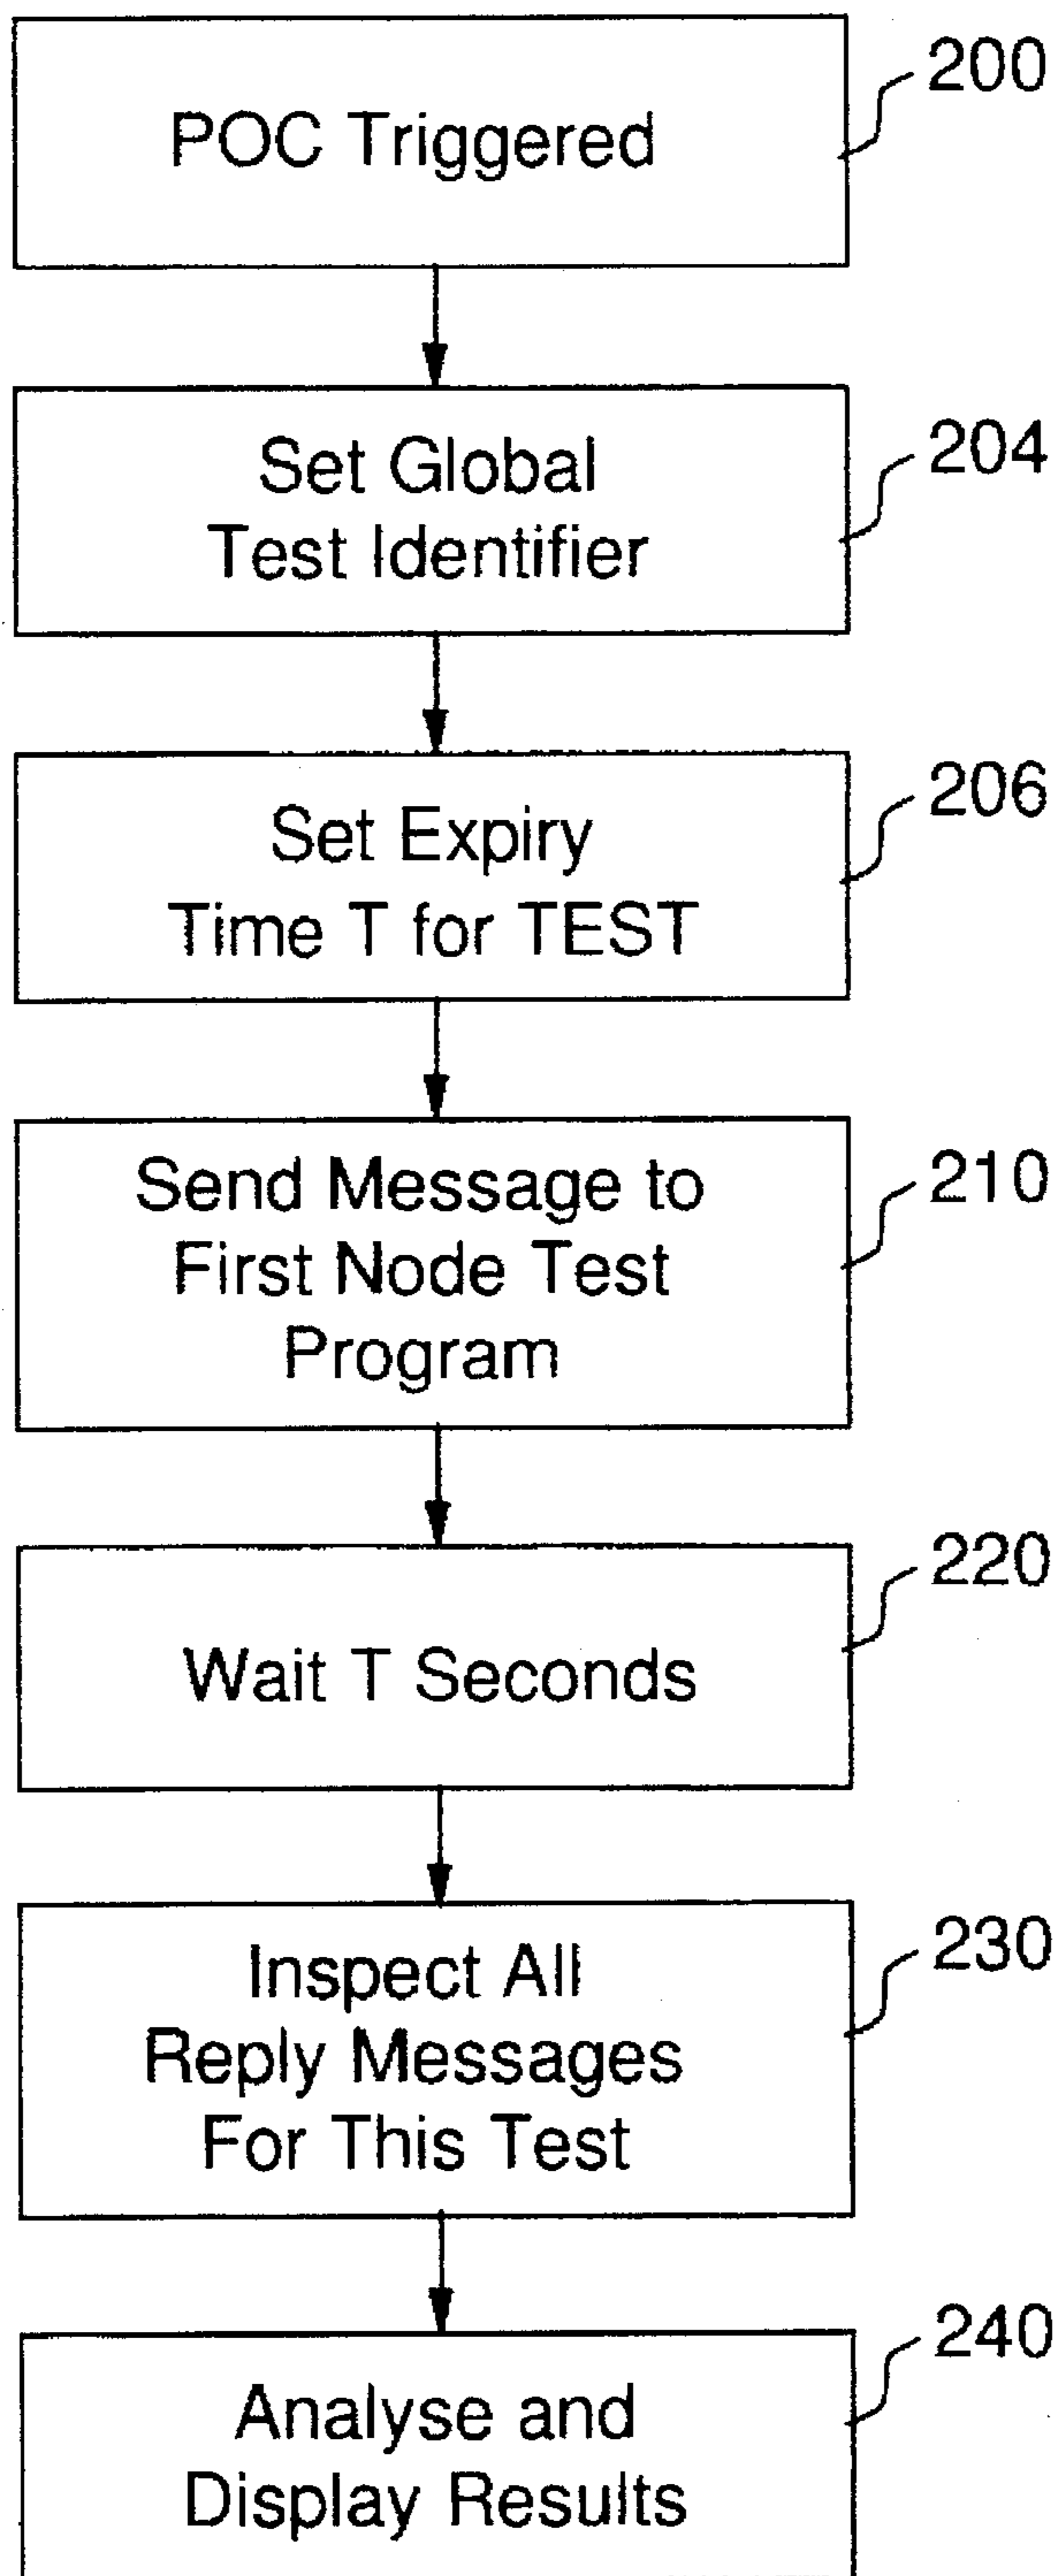 POC Triggered
200
Set Global
Test Identifier
204
Set Expiry
Time T for TEST
206
Send Message to
First Node Test
Program
210
Wait T Seconds
220
Inspect All
Reply Messages
For This Test
230
Analyse and
Display Results
240